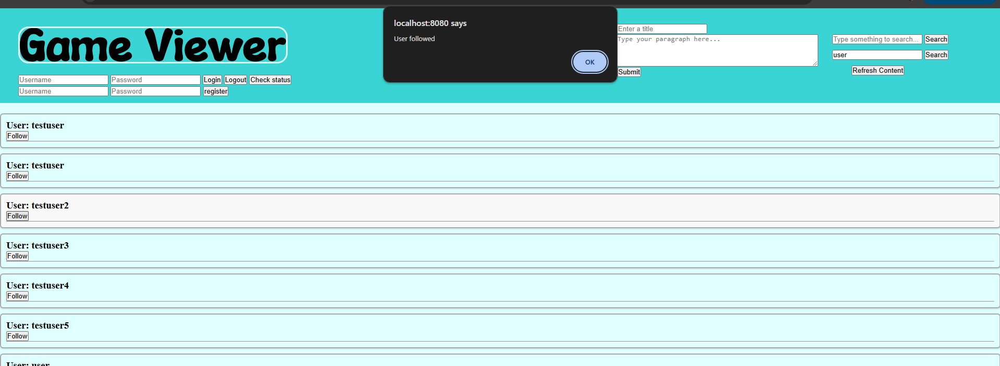 localhost:8080 says
User followed
OK
Game Viewer
Username Password Login Logout Check status
Username Password register
Enter a title
Type your paragraph here...
Submit
Type something to search... Search
user Search
Refresh Content
User: testuser
Follow
User: testuser
Follow
User: testuser2
Follow
User: testuser3
Follow
User: testuser4
Follow
User: testuser5
Follow
User: user